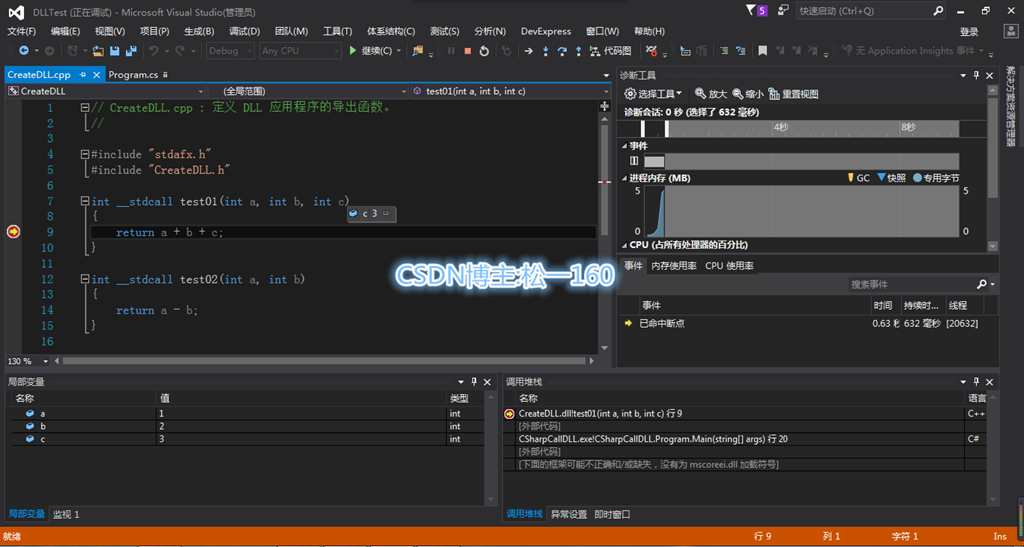 DLLTest (正在调试) - Microsoft Visual Studio(管理员)
5
快速启动 (Ctrl+Q)
文件(F) 编辑(E) 视图(V) 项目(P) 生成(B) 调试(D) 团队(M) 工具(T) 体系结构(C) 测试(S) 分析(N) DevExpress 窗口(W) 帮助(H) 登录
Debug Any CPU 继续(C) 代码图 无 Application Insights 事件
CreateDLL.cpp Program.cs
CreateDLL (全局范围) test01(int a, int b, int c)
1 // CreateDLL.cpp : 定义 DLL 应用程序的导出函数。
2 //
3
4 #include "stdafx.h"
5 #include "CreateDLL.h"
6
7 int __stdcall test01(int a, int b, int c)
8 {
c 3
9 return a + b + c;
10 }
11
12 int __stdcall test02(int a, int b)
13 {
14 return a - b;
15 }
16
130 %
CSDN博主:松一160
诊断工具
选择工具 放大 缩小 重置视图
诊断会话: 0 秒 (选择了 632 毫秒)
4秒 8秒
事件
进程内存 (MB) GC 快照 专用字节
5 5
0 0
CPU (占所有处理器的百分比)
事件 内存使用率 CPU 使用率
搜索事件
事件 时间 持续时... 线程
已命中断点 0.63 秒 632 毫秒 [20632]
解决方案资源管理器
局部变量
名称 值 类型
a 1 int
b 2 int
c 3 int
局部变量 监视 1
调用堆栈
名称 语言
CreateDLL.dll!test01(int a, int b, int c) 行 9 C++
[外部代码]
CSharpCallDLL.exe!CSharpCallDLL.Program.Main(string[] args) 行 20 C#
[外部代码]
[下面的框架可能不正确和/或缺失，没有为 mscoreei.dll 加载符号]
调用堆栈 异常设置 即时窗口
就绪 行 9 列 1 字符 1 Ins